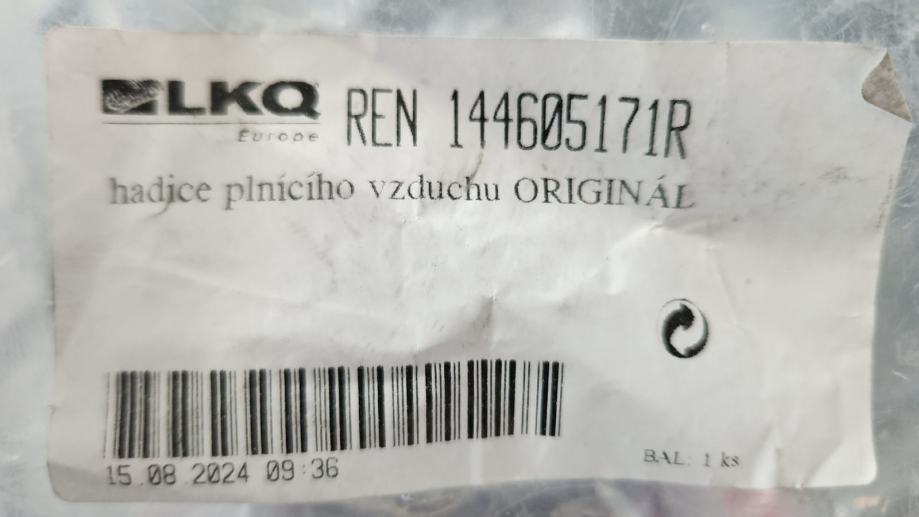 LKQ REN 144605171R
Europe
hadice plnícího vzduchu ORIGINÁL
15.08.2024 09:36
BAL: 1 ks